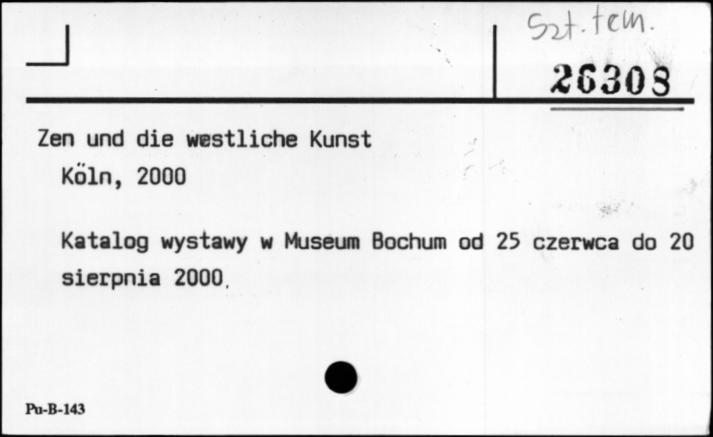 Szt. tem.
26308
Zen und die westliche Kunst
Köln, 2000
Katalog wystawy w Museum Bochum od 25 czerwca do 20
sierpnia 2000.
Pu-B-143